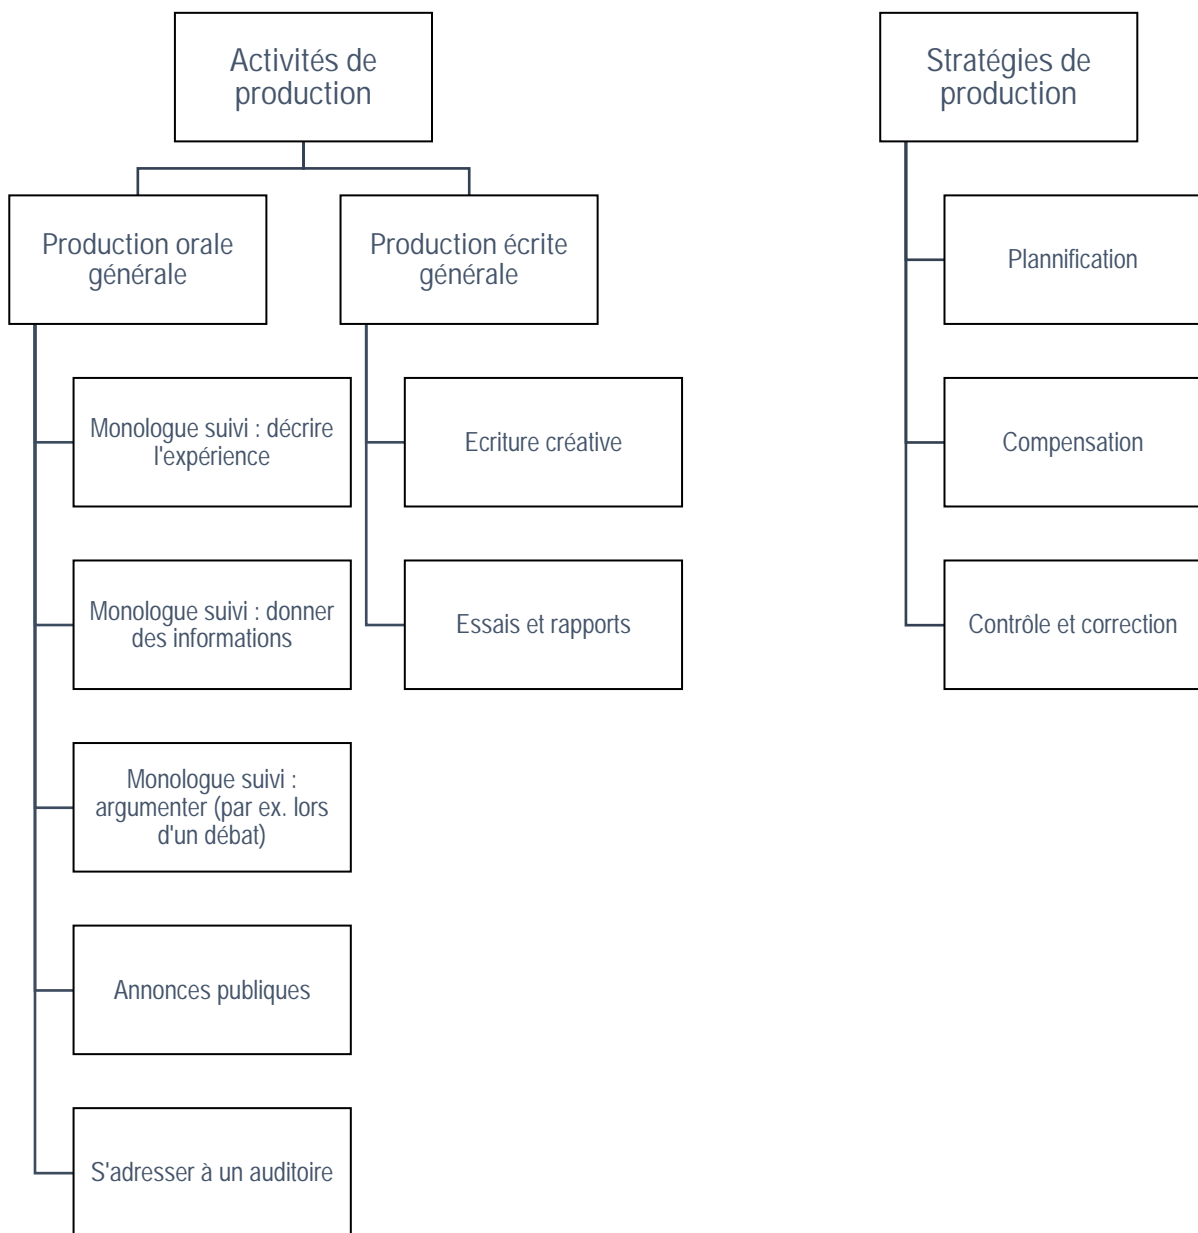 Activités de
production
Production orale
générale
Monologue suivi : décrire
l'expérience
Monologue suivi : donner
des informations
Monologue suivi :
argumenter (par ex. lors
d'un débat)
Annonces publiques
S'adresser à un auditoire
Production écrite
générale
Ecriture créative
Essais et rapports
Stratégies de
production
Plannification
Compensation
Contrôle et correction